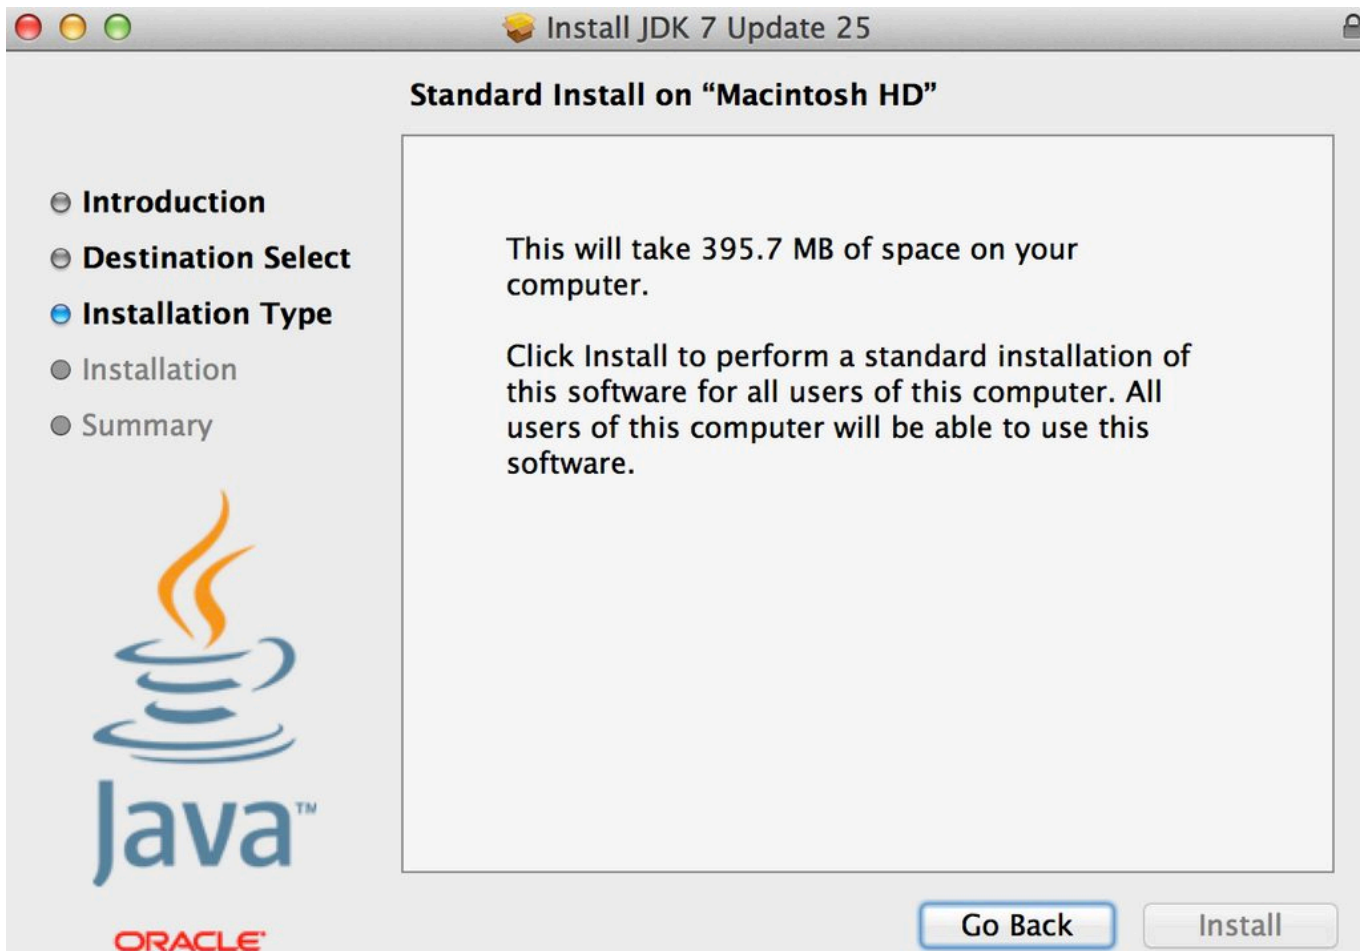 Install JDK 7 Update 25
Standard Install on “Macintosh HD”
Introduction
Destination Select
Installation Type
Installation
Summary
This will take 395.7 MB of space on your
computer.
Click Install to perform a standard installation of
this software for all users of this computer. All
users of this computer will be able to use this
software.
Java™
ORACLE®
Go Back
Install